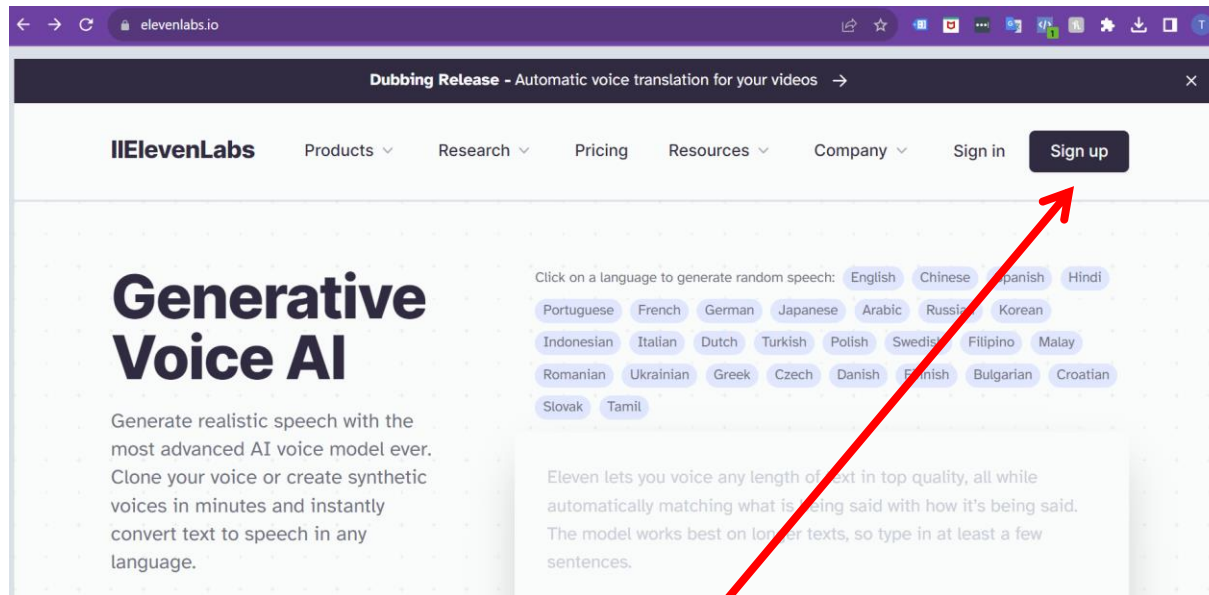 elevenlabs.io
1
T
Dubbing Release - Automatic voice translation for your videos →
IIElevenLabs Products Research Pricing Resources Company Sign in Sign up
Generative
Voice AI
Generate realistic speech with the
most advanced AI voice model ever.
Clone your voice or create synthetic
voices in minutes and instantly
convert text to speech in any
language.
Click on a language to generate random speech: English Chinese Spanish Hindi
Portuguese French German Japanese Arabic Russian Korean
Indonesian Italian Dutch Turkish Polish Swedish Filipino Malay
Romanian Ukrainian Greek Czech Danish Finnish Bulgarian Croatian
Slovak Tamil
Eleven lets you voice any length of text in top quality, all while
automatically matching what is being said with how it's being said.
The model works best on longer texts, so type in at least a few
sentences.